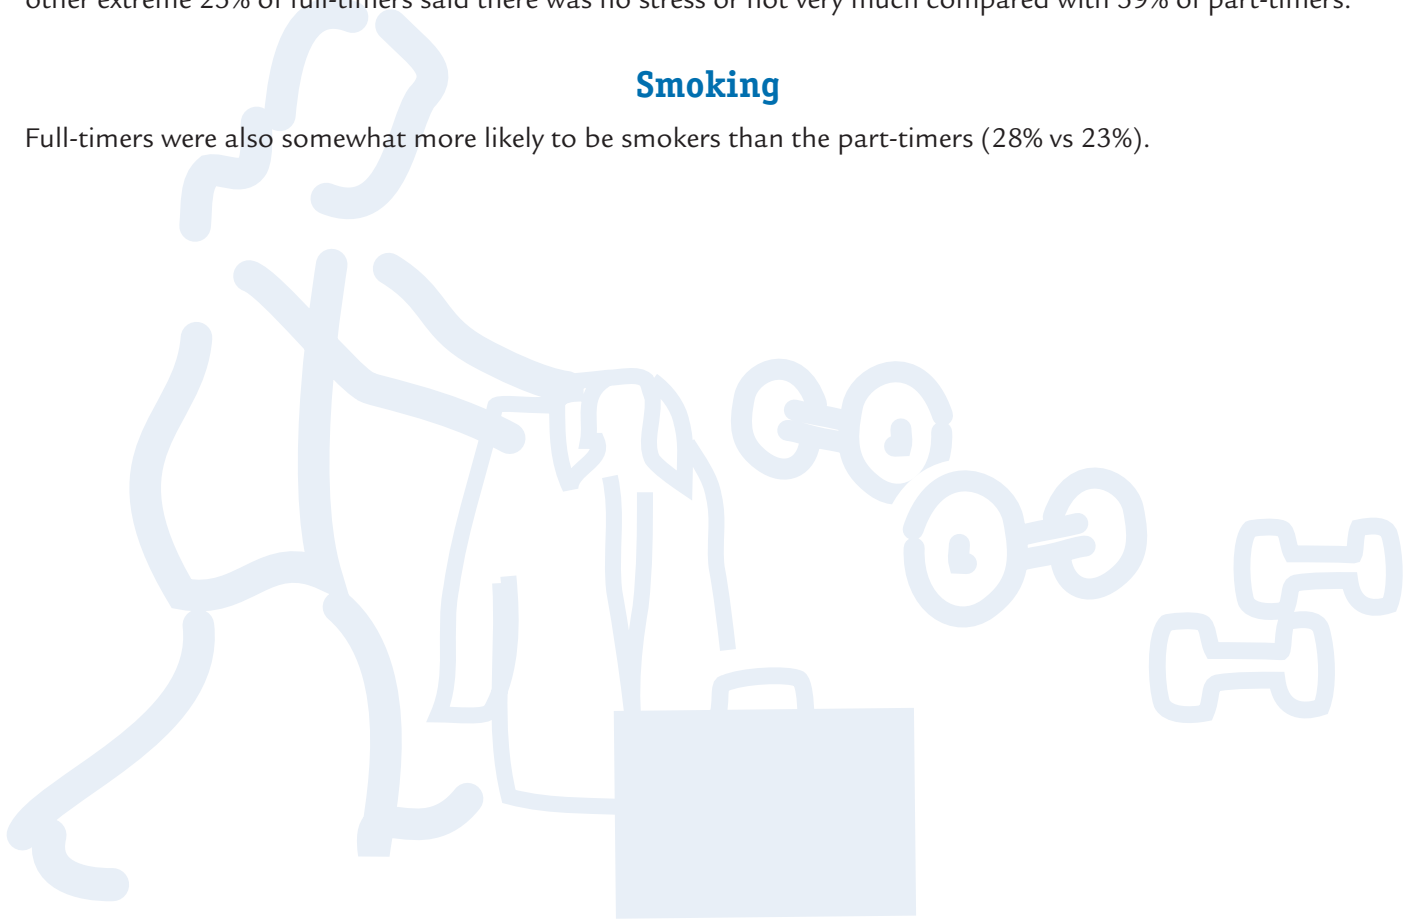 other extreme 25% of full-timers said there was no stress or not very much compared with 39% of part-timers.
Smoking
Full-timers were also somewhat more likely to be smokers than the part-timers (28% vs 23%).